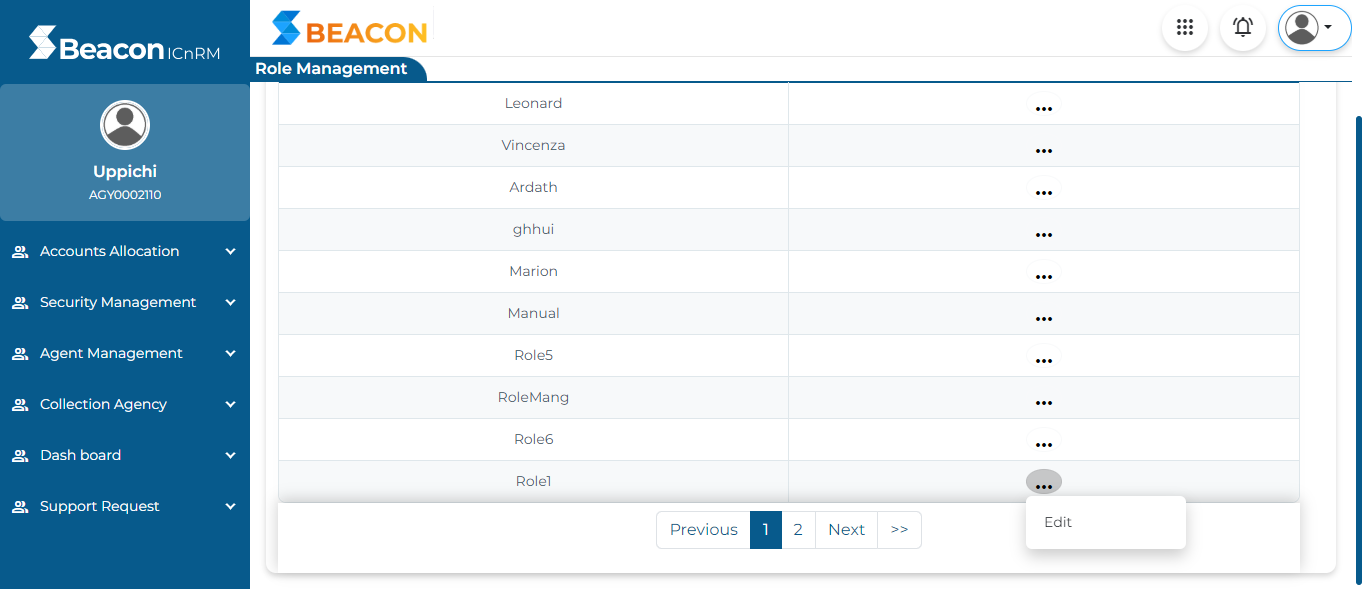 Beacon ICnRM
BEACON
Role Management
Uppichi
AGY0002110
Accounts Allocation
Security Management
Agent Management
Collection Agency
Dash board
Support Request
Leonard
Vincenza
Ardath
ghhui
Marion
Manual
Role5
RoleMang
Role6
Role1
Edit
Previous 1 2 Next >>